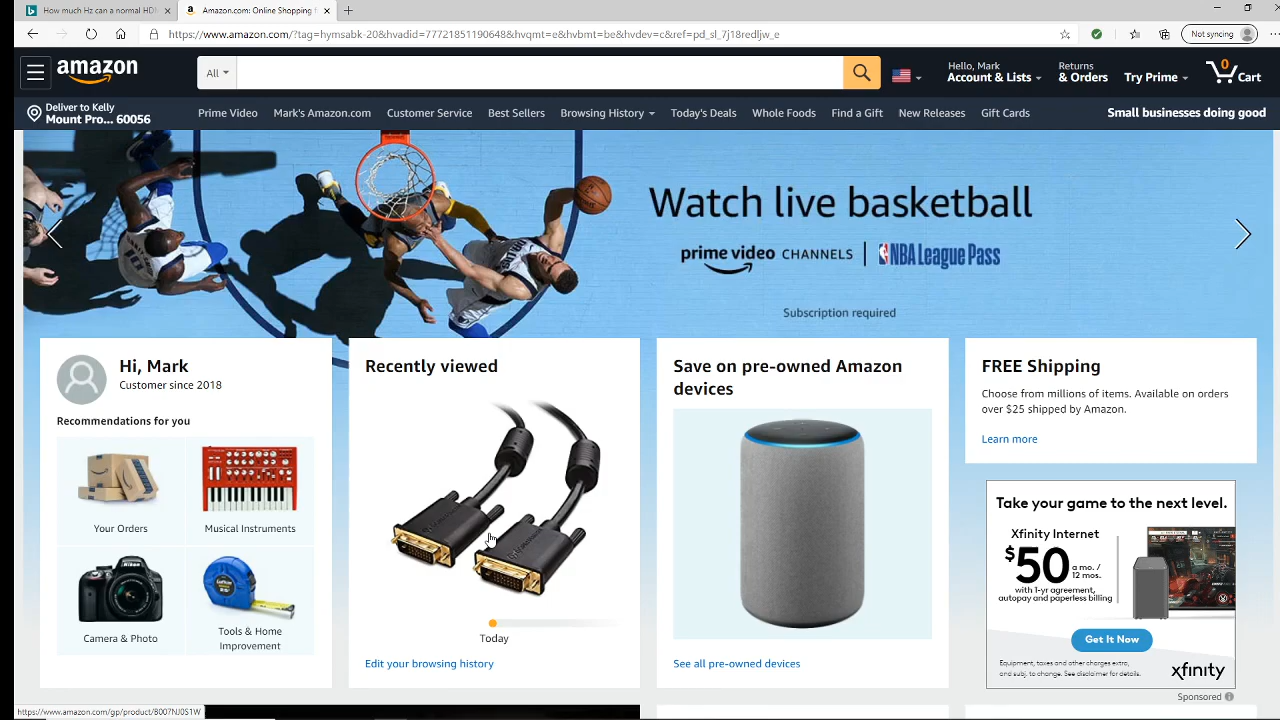 How much Hz can a normal HD
Amazon.com: Online Shopping f
https://www.amazon.com/?tag=hymsabk-20&hvadid=77721851190648&hvqmt=e&hvbmt=be&hvdev=c&ref=pd_sl_7j18redljw_e
Not syncing
amazon
All
Hello, Mark
Account & Lists
Returns
& Orders
Try Prime
0
Cart
Deliver to Kelly
Mount Pro... 60056
Prime Video
Mark's Amazon.com
Customer Service
Best Sellers
Browsing History
Today's Deals
Whole Foods
Find a Gift
New Releases
Gift Cards
Small businesses doing good
Watch live basketball
prime video CHANNELS | NBA League Pass
Subscription required
Hi, Mark
Customer since 2018
Recommendations for you
Your Orders
Musical Instruments
Camera & Photo
Tools & Home
Improvement
Recently viewed
Today
Edit your browsing history
Save on pre-owned Amazon
devices
See all pre-owned devices
FREE Shipping
Choose from millions of items. Available on orders
over $25 shipped by Amazon.
Learn more
Take your game to the next level.
Xfinity Internet
$50 a mo. /
12 mos.
with 1-yr agreement,
autopay and paperless billing
Get It Now
Equipment, taxes and other charges extra,
and subj. to change. See disclaimer for details.
xfinity
Sponsored
https://www.amazon.com/gp/product/B007NJ0S1W